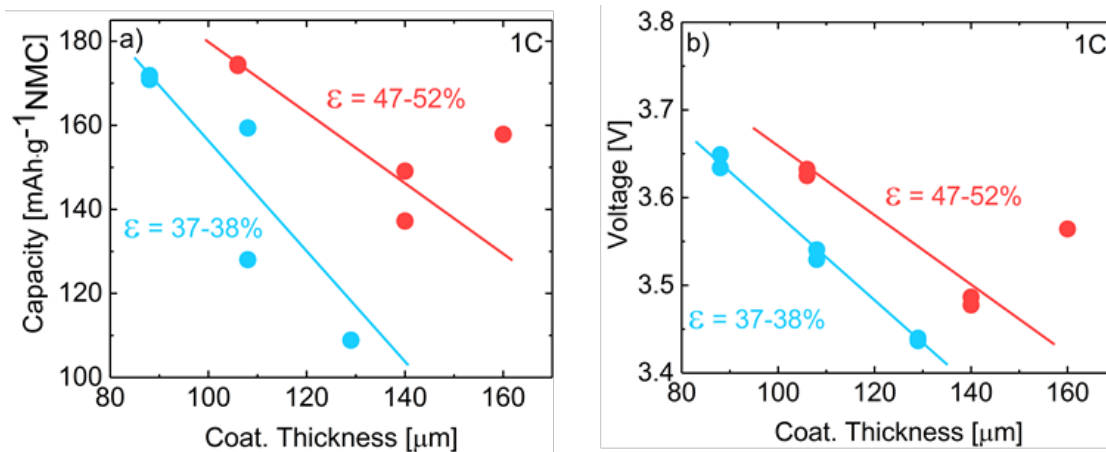 a)
1C
Capacity [mAh·g⁻¹NMC]
180
160
140
120
100
ε = 47-52%
ε = 37-38%
80 100 120 140 160
Coat. Thickness [μm]
b)
1C
Voltage [V]
3.8
3.7
3.6
3.5
3.4
ε = 47-52%
ε = 37-38%
80 100 120 140 160
Coat. Thickness [μm]